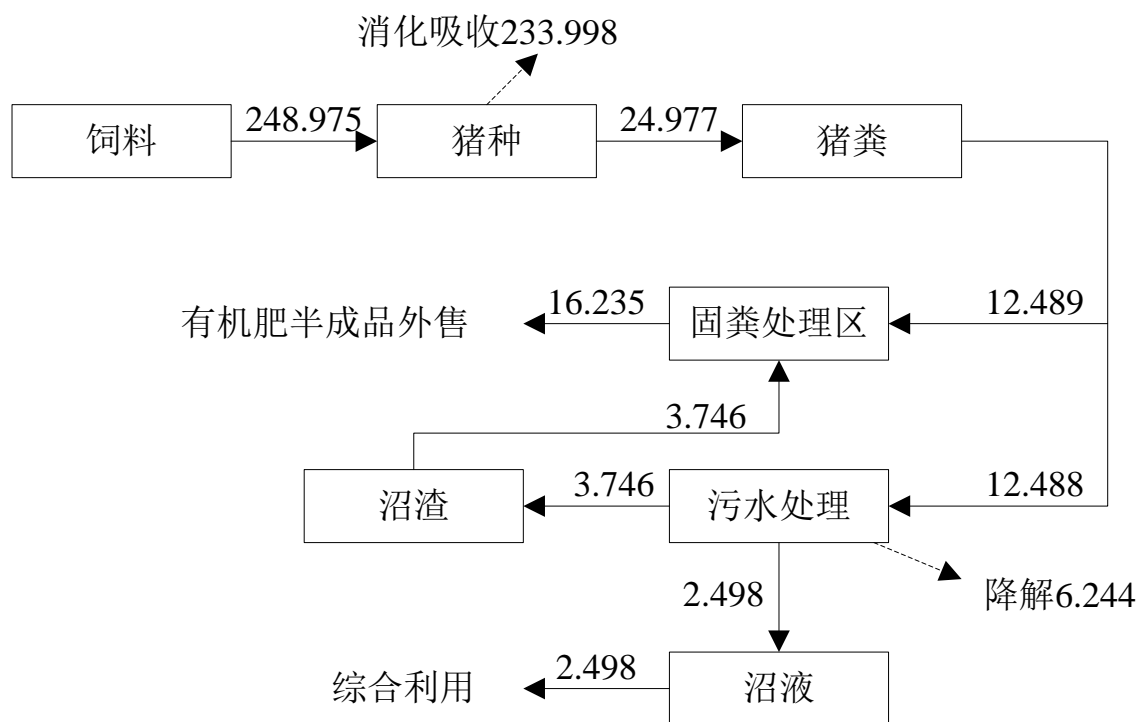 消化吸收233.998
饲料
248.975
猪种
24.977
猪粪
有机肥半成品外售
16.235
固粪处理区
12.489
3.746
沼渣
3.746
污水处理
12.488
2.498
降解6.244
综合利用
2.498
沼液